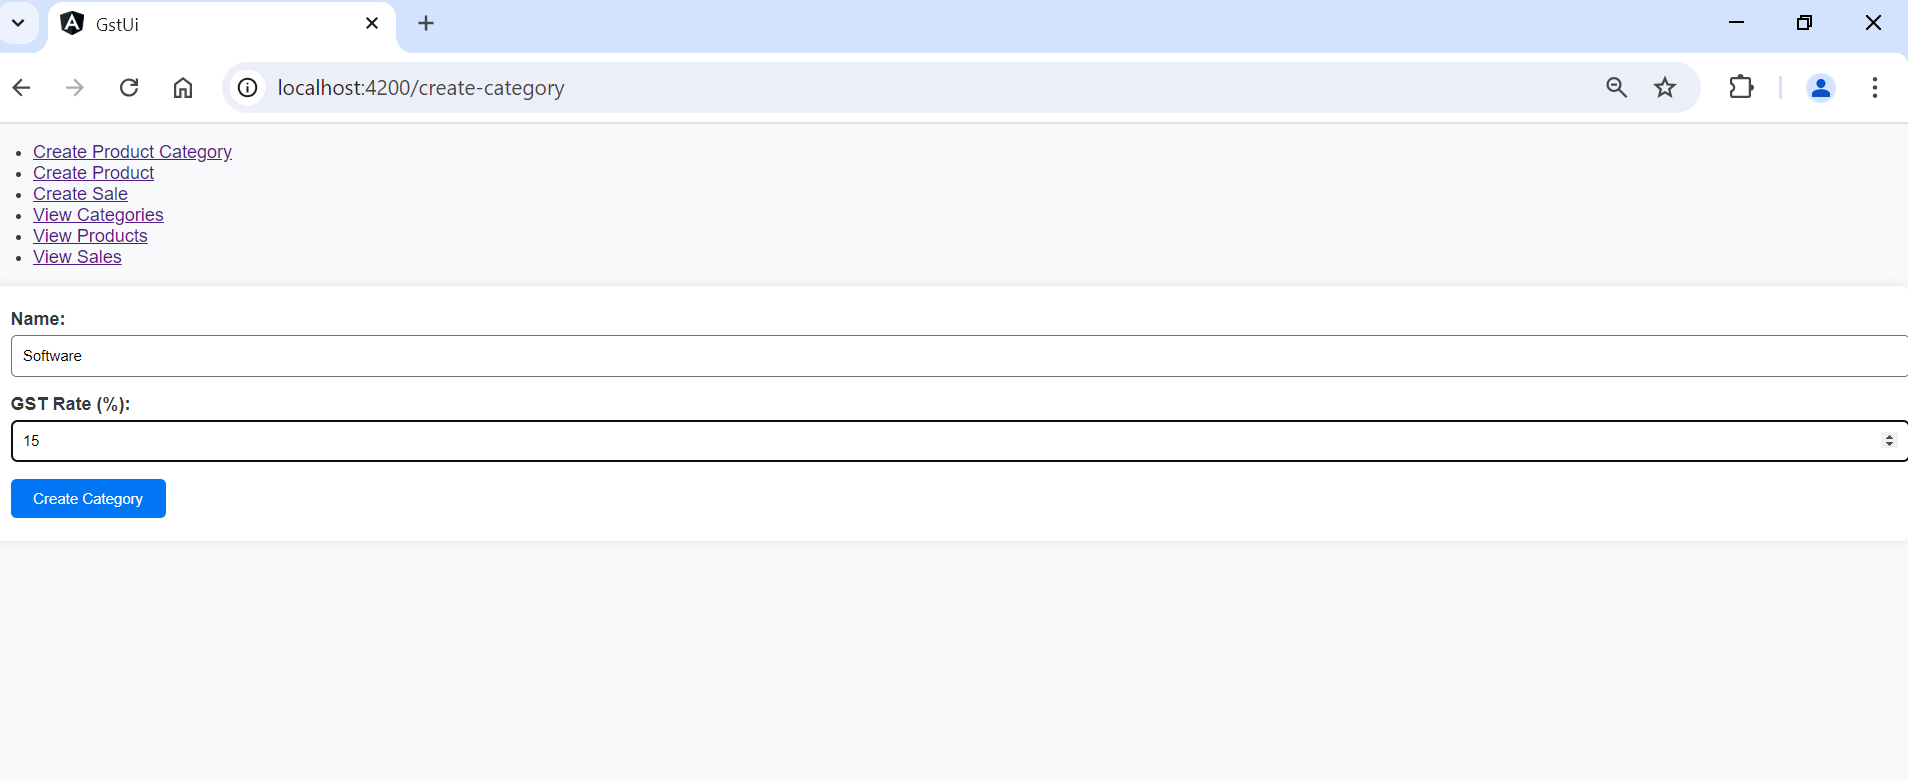 GstUi
localhost:4200/create-category
Create Product Category
Create Product
Create Sale
View Categories
View Products
View Sales
Name:
Software
GST Rate (%):
15
Create Category